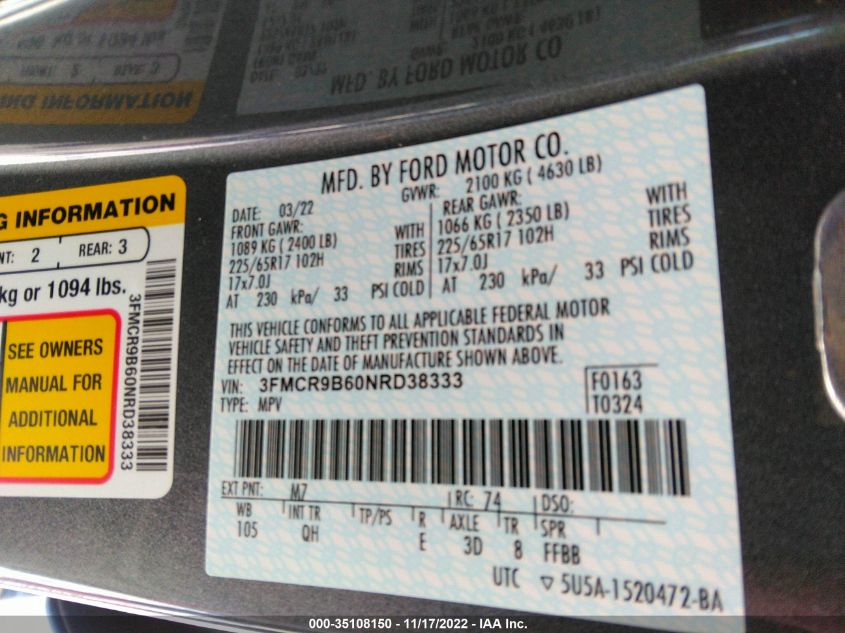 G INFORMATION
NT: 2 REAR: 3
kg or 1094 lbs.
SEE OWNERS
MANUAL FOR
ADDITIONAL
INFORMATION
3FMCR9B60NRD38333
MFD. BY FORD MOTOR CO.
DATE: 03/22 GVWR: 2100 KG ( 4630 LB)
FRONT GAWR: REAR GAWR:
1089 KG ( 2400 LB) WITH 1066 KG ( 2350 LB) WITH
225/65R17 102H TIRES 225/65R17 102H TIRES
17x7.0J RIMS 17x7.0J RIMS
AT 230 kPa/ 33 PSI COLD AT 230 kPa/ 33 PSI COLD
THIS VEHICLE CONFORMS TO ALL APPLICABLE FEDERAL MOTOR
VEHICLE SAFETY AND THEFT PREVENTION STANDARDS IN
EFFECT ON THE DATE OF MANUFACTURE SHOWN ABOVE.
VIN: 3FMCR9B60NRD38333 F0163
TYPE: MPV T0324
EXT PNT: M7 RC: 74 DSO:
WB INT TR TP/PS R AXLE TR SPR
105 QH E 3D 8 FFBB
UTC ▽ 5U5A-1520472-BA
000-35108150 — 11/17/2022 - IAA Inc.